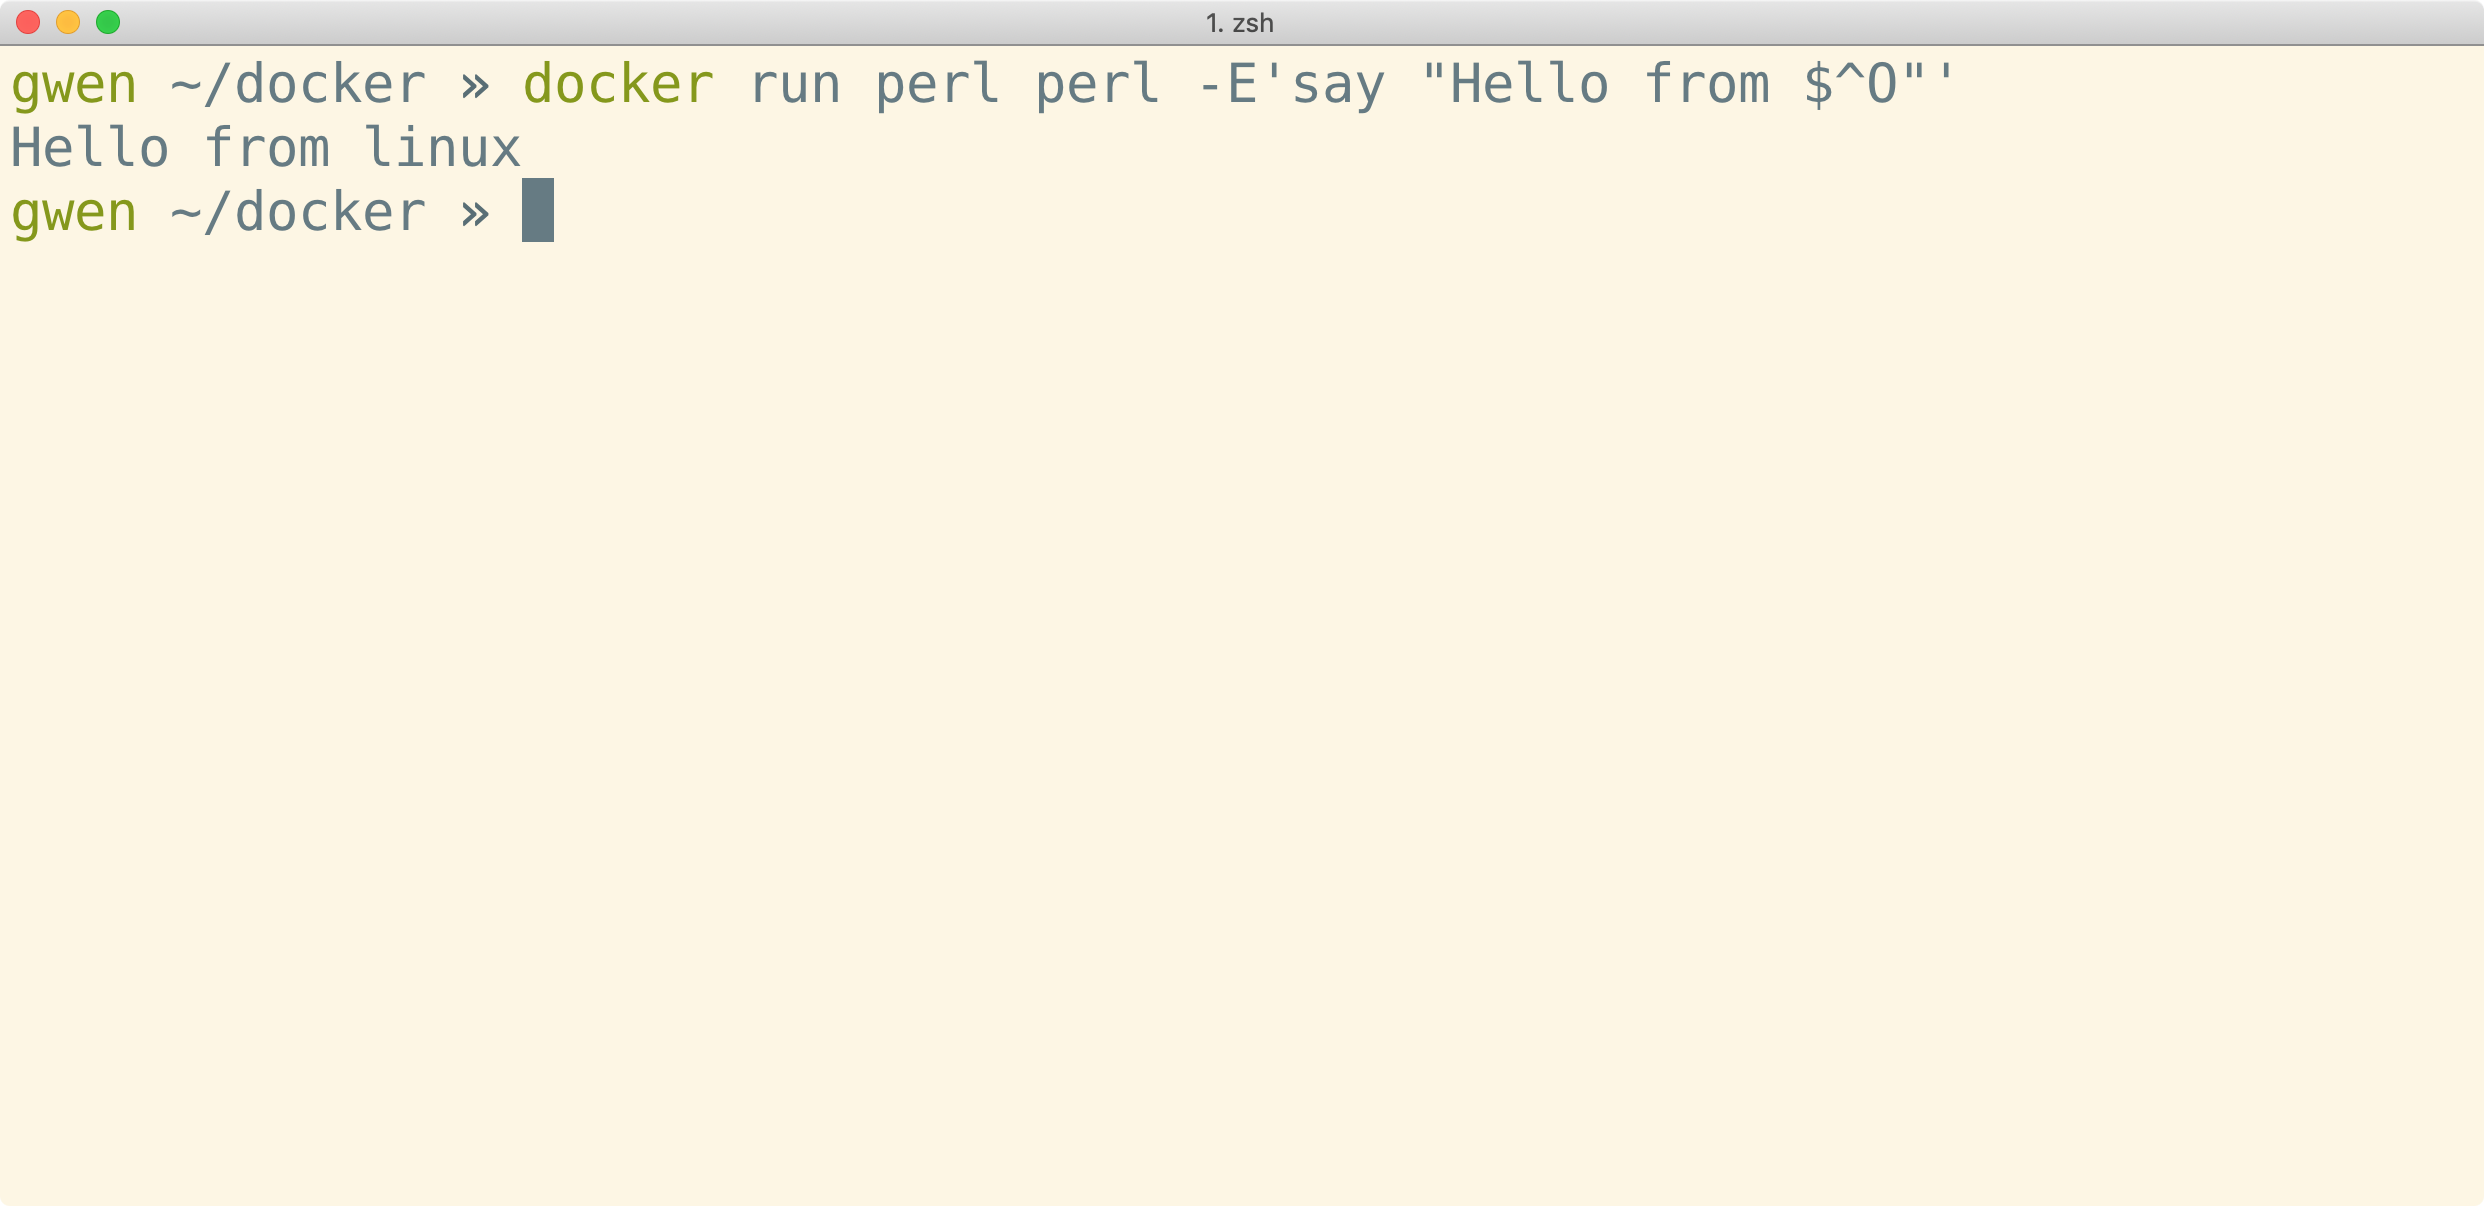 1. zsh
gwen ~/docker » docker run perl perl -E'say "Hello from $^O"'
Hello from linux
gwen ~/docker »